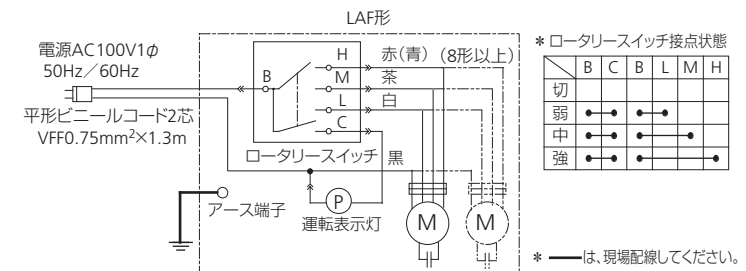 LAF形
電源AC100V1φ
50Hz／60Hz
平形ビニールコード2芯
VFF0.75mm²×1.3m
アース端子
B
H
M
L
C
赤(青) (8形以上)
茶
白
ロータリースイッチ 黒
P
運転表示灯
M
M
＊ ロータリースイッチ接点状態
B C B L M H
切
弱
中
強
＊ ━━は、現場配線してください。